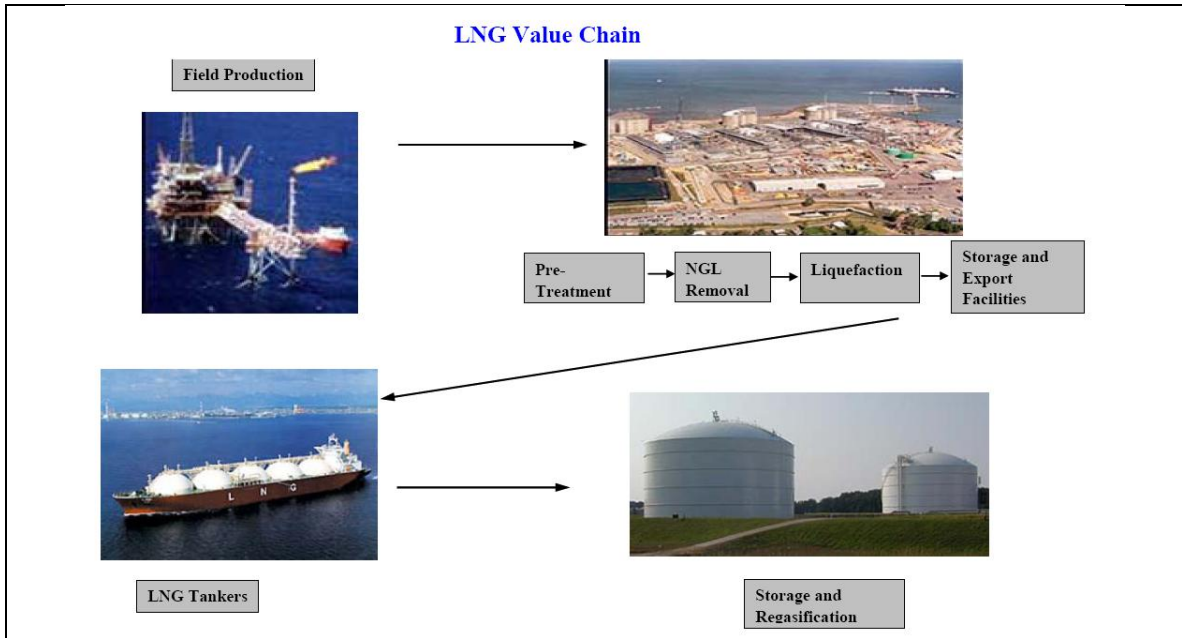 LNG Value Chain
Field Production
Pre-
Treatment
NGL
Removal
Liquefaction
Storage and
Export
Facilities
L N G
LNG Tankers
Storage and
Regasification